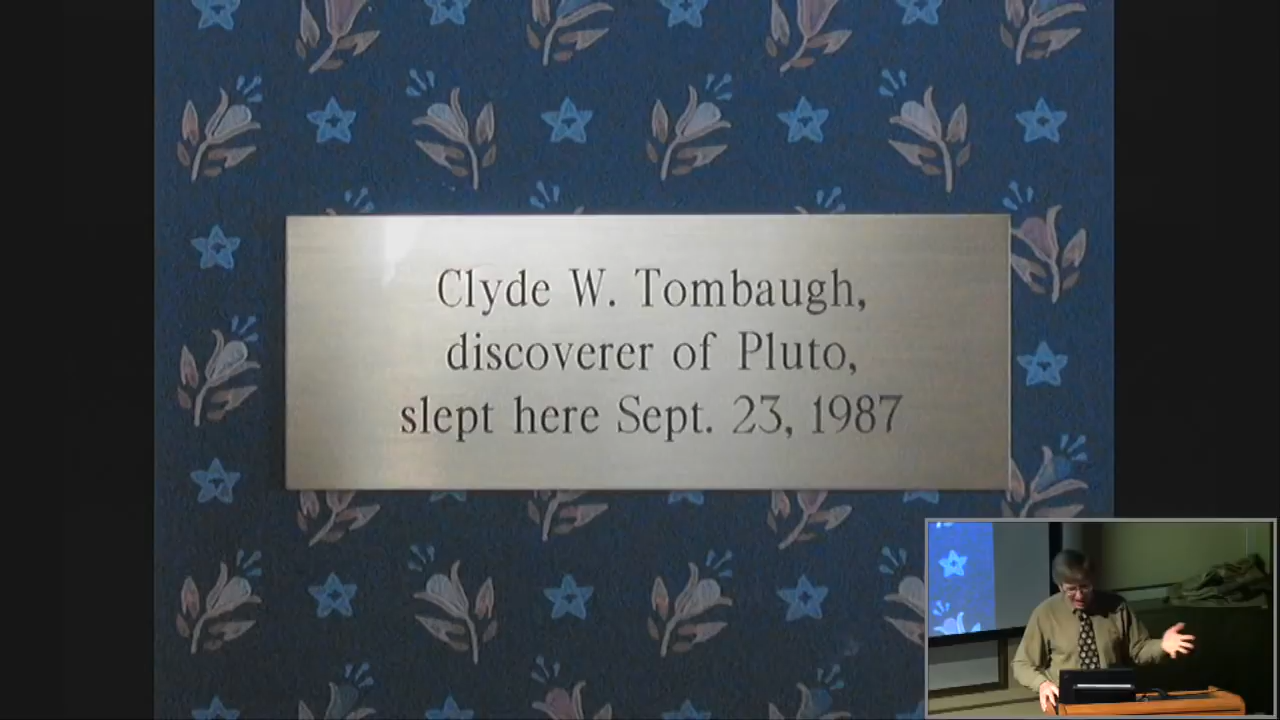 Clyde W. Tombaugh,
discoverer of Pluto,
slept here Sept. 23, 1987